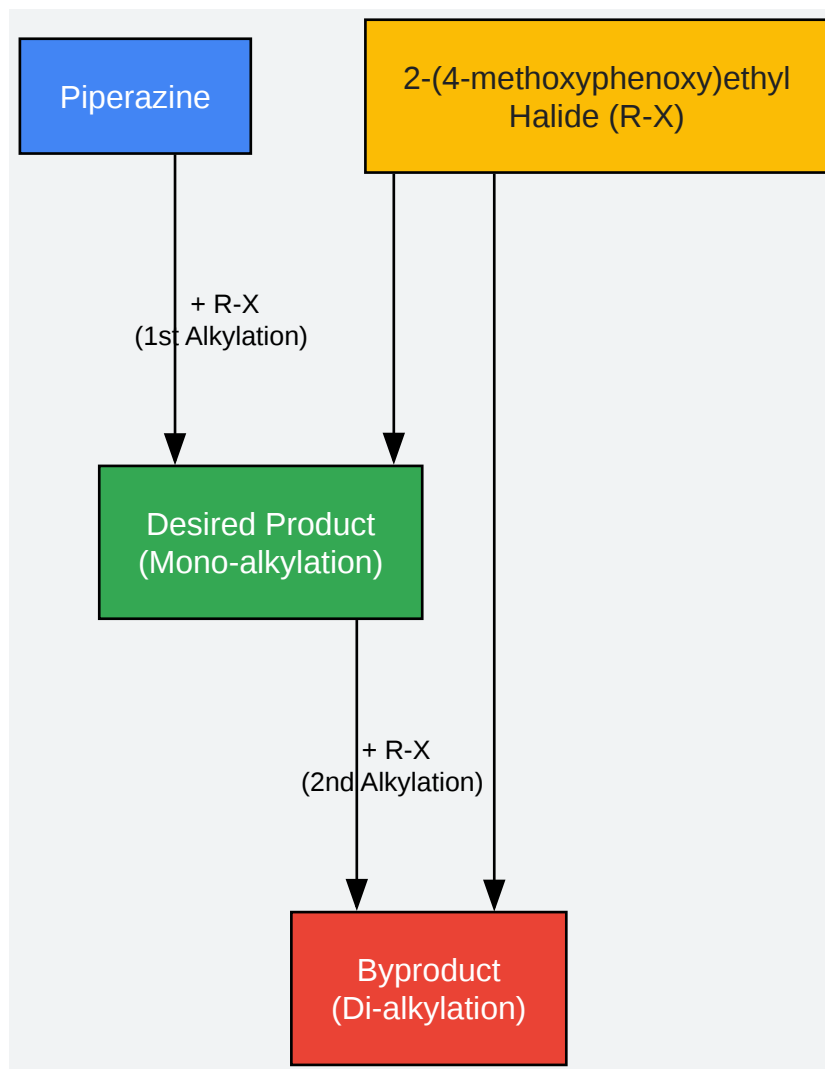 Piperazine
2-(4-methoxyphenoxy)ethyl
Halide (R-X)
+ R-X
(1st Alkylation)
Desired Product
(Mono-alkylation)
+ R-X
(2nd Alkylation)
Byproduct
(Di-alkylation)